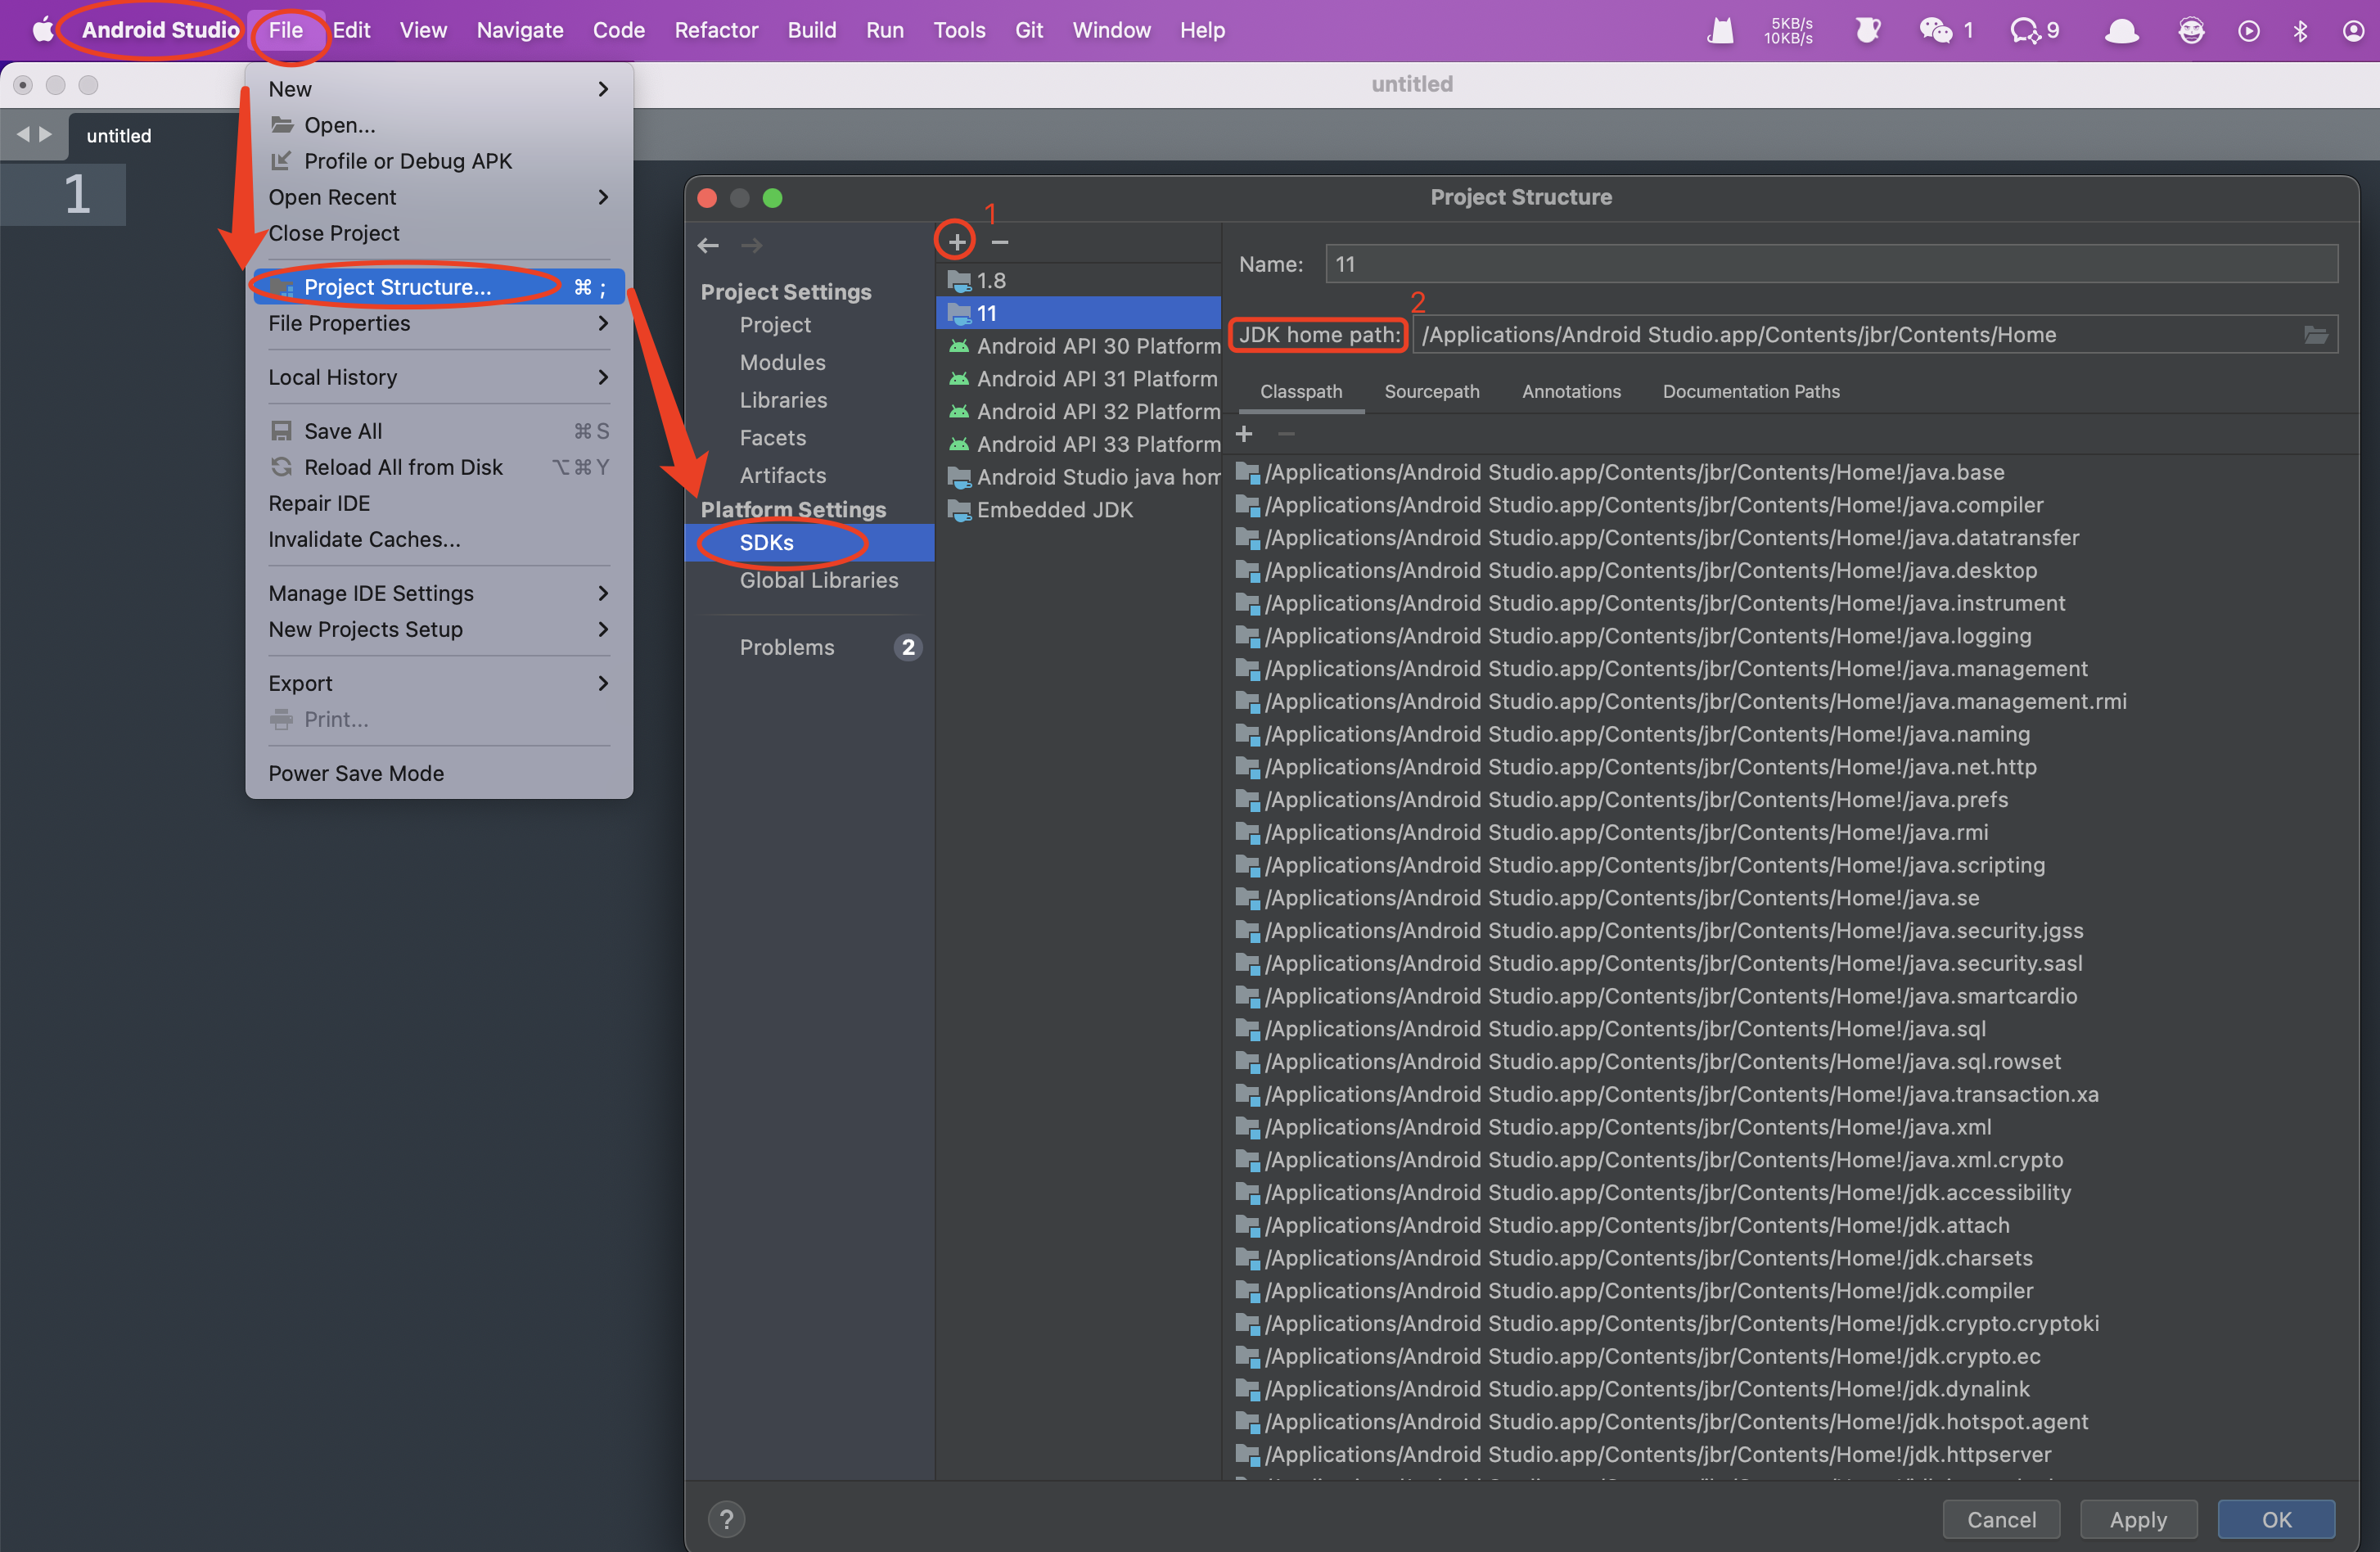 Android Studio File Edit View Navigate Code Refactor Build Run Tools Git Window Help 5KB/s 10KB/s 1 9
untitled
untitled
1
New
Open...
Profile or Debug APK
Open Recent
Close Project
Project Structure... ⌘ ;
File Properties
Local History
Save All ⌘ S
Reload All from Disk ⌥ ⌘ Y
Repair IDE
Invalidate Caches...
Manage IDE Settings
New Projects Setup
Export
Print...
Power Save Mode
Project Structure
Project Settings
Project
Modules
Libraries
Facets
Artifacts
Platform Settings
SDKs
Global Libraries
Problems 2
1
1.8
11
Android API 30 Platform
Android API 31 Platform
Android API 32 Platform
Android API 33 Platform
Android Studio java hom
Embedded JDK
Name: 11
2
JDK home path: /Applications/Android Studio.app/Contents/jbr/Contents/Home
Classpath Sourcepath Annotations Documentation Paths
/Applications/Android Studio.app/Contents/jbr/Contents/Home!/java.base
/Applications/Android Studio.app/Contents/jbr/Contents/Home!/java.compiler
/Applications/Android Studio.app/Contents/jbr/Contents/Home!/java.datatransfer
/Applications/Android Studio.app/Contents/jbr/Contents/Home!/java.desktop
/Applications/Android Studio.app/Contents/jbr/Contents/Home!/java.instrument
/Applications/Android Studio.app/Contents/jbr/Contents/Home!/java.logging
/Applications/Android Studio.app/Contents/jbr/Contents/Home!/java.management
/Applications/Android Studio.app/Contents/jbr/Contents/Home!/java.management.rmi
/Applications/Android Studio.app/Contents/jbr/Contents/Home!/java.naming
/Applications/Android Studio.app/Contents/jbr/Contents/Home!/java.net.http
/Applications/Android Studio.app/Contents/jbr/Contents/Home!/java.prefs
/Applications/Android Studio.app/Contents/jbr/Contents/Home!/java.rmi
/Applications/Android Studio.app/Contents/jbr/Contents/Home!/java.scripting
/Applications/Android Studio.app/Contents/jbr/Contents/Home!/java.se
/Applications/Android Studio.app/Contents/jbr/Contents/Home!/java.security.jgss
/Applications/Android Studio.app/Contents/jbr/Contents/Home!/java.security.sasl
/Applications/Android Studio.app/Contents/jbr/Contents/Home!/java.smartcardio
/Applications/Android Studio.app/Contents/jbr/Contents/Home!/java.sql
/Applications/Android Studio.app/Contents/jbr/Contents/Home!/java.sql.rowset
/Applications/Android Studio.app/Contents/jbr/Contents/Home!/java.transaction.xa
/Applications/Android Studio.app/Contents/jbr/Contents/Home!/java.xml
/Applications/Android Studio.app/Contents/jbr/Contents/Home!/java.xml.crypto
/Applications/Android Studio.app/Contents/jbr/Contents/Home!/jdk.accessibility
/Applications/Android Studio.app/Contents/jbr/Contents/Home!/jdk.attach
/Applications/Android Studio.app/Contents/jbr/Contents/Home!/jdk.charsets
/Applications/Android Studio.app/Contents/jbr/Contents/Home!/jdk.compiler
/Applications/Android Studio.app/Contents/jbr/Contents/Home!/jdk.crypto.cryptoki
/Applications/Android Studio.app/Contents/jbr/Contents/Home!/jdk.crypto.ec
/Applications/Android Studio.app/Contents/jbr/Contents/Home!/jdk.dynalink
/Applications/Android Studio.app/Contents/jbr/Contents/Home!/jdk.hotspot.agent
/Applications/Android Studio.app/Contents/jbr/Contents/Home!/jdk.httpserver
? Cancel Apply OK